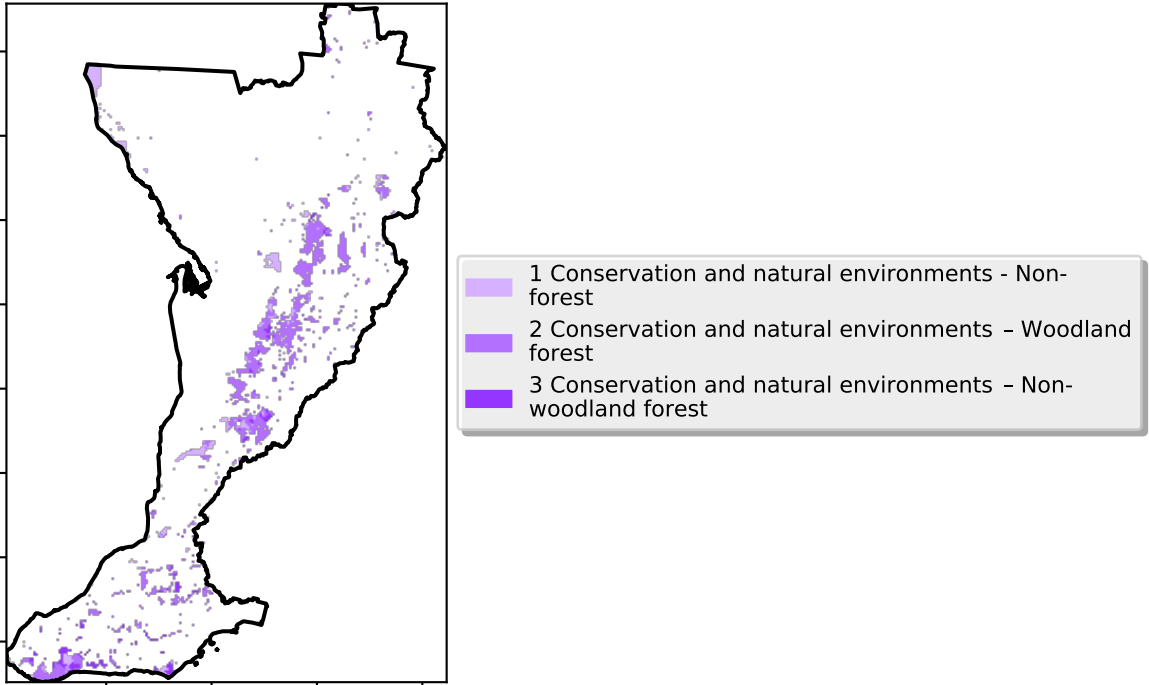 1 Conservation and natural environments - Non-
forest
2 Conservation and natural environments – Woodland
forest
3 Conservation and natural environments – Non-
woodland forest